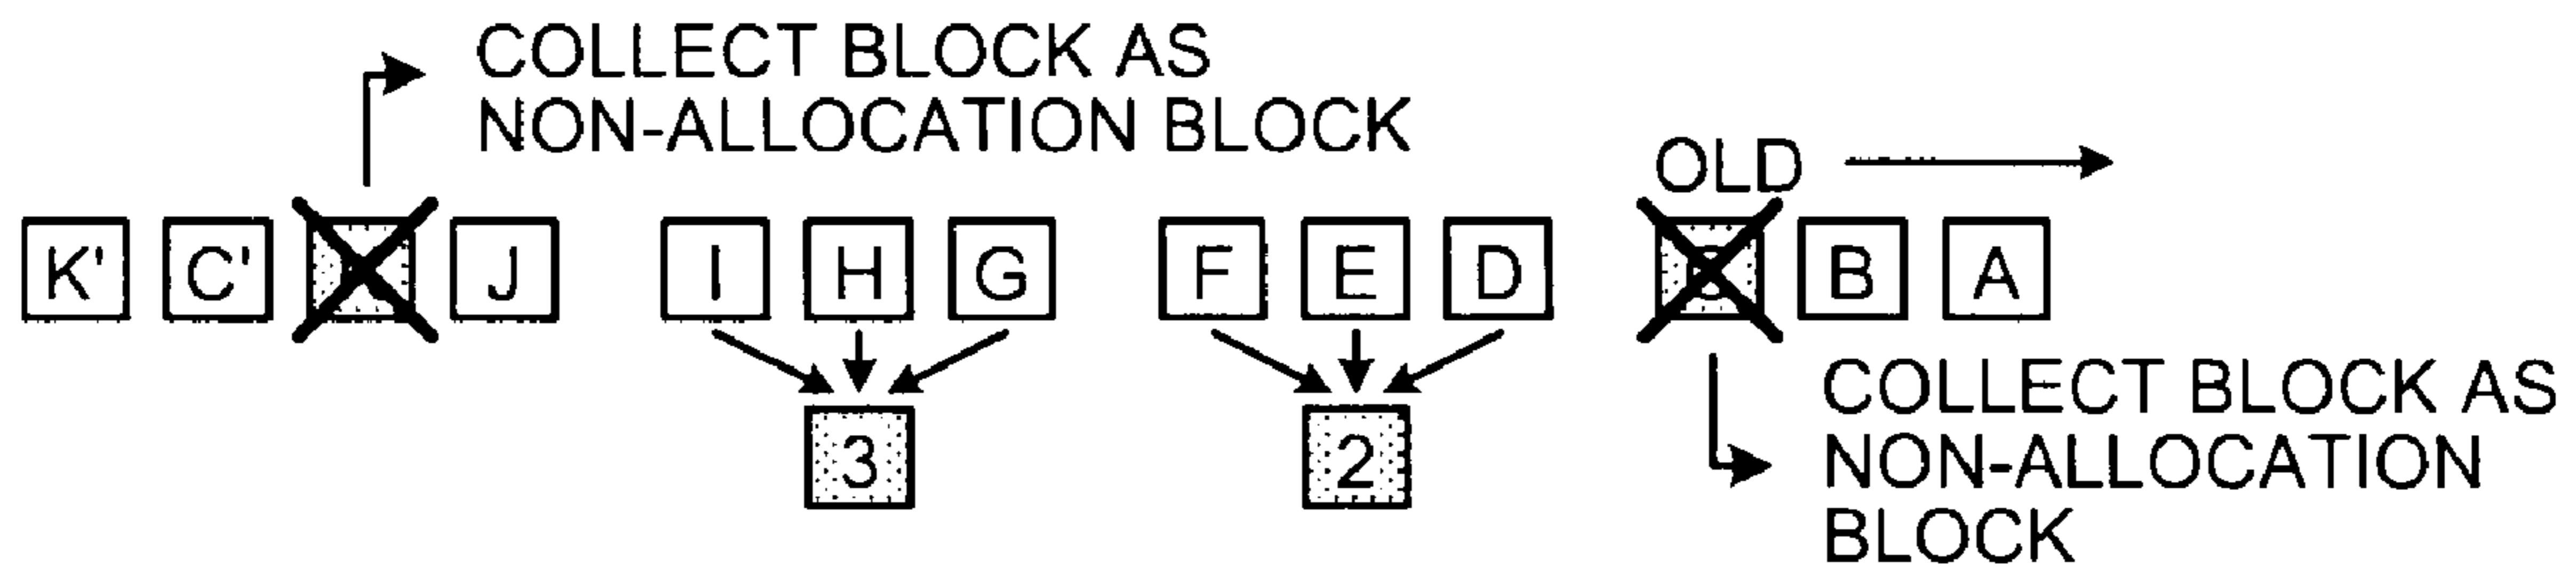 COLLECT BLOCK AS
NON-ALLOCATION BLOCK
OLD
K' C' J I H G F E D B A
3 2
COLLECT BLOCK AS
NON-ALLOCATION
BLOCK